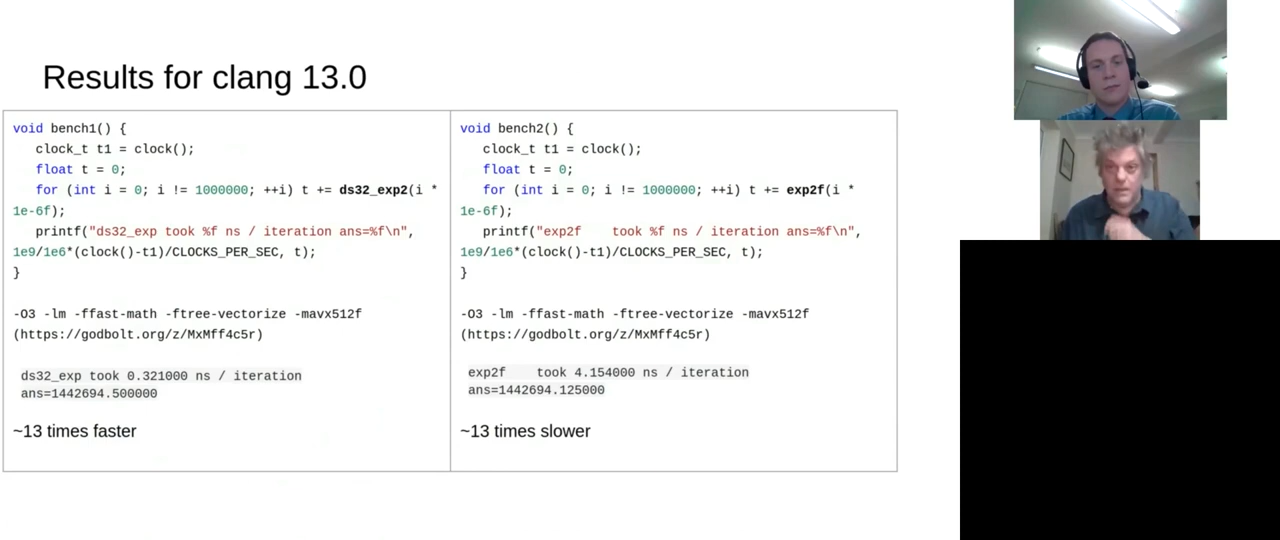 Results for clang 13.0
void bench1() {
clock_t t1 = clock();
float t = 0;
for (int i = 0; i != 1000000; ++i) t += ds32_exp2(i *
1e-6f);
printf("ds32_exp took %f ns / iteration ans=%f\n",
1e9/1e6*(clock()-t1)/CLOCKS_PER_SEC, t);
}
-O3 -lm -ffast-math -ftree-vectorize -mavx512f
(https://godbolt.org/z/MxMff4c5r)
ds32_exp took 0.321000 ns / iteration
ans=1442694.500000
~13 times faster
void bench2() {
clock_t t1 = clock();
float t = 0;
for (int i = 0; i != 1000000; ++i) t += exp2f(i *
1e-6f);
printf("exp2f    took %f ns / iteration ans=%f\n",
1e9/1e6*(clock()-t1)/CLOCKS_PER_SEC, t);
}
-O3 -lm -ffast-math -ftree-vectorize -mavx512f
(https://godbolt.org/z/MxMff4c5r)
exp2f    took 4.154000 ns / iteration
ans=1442694.125000
~13 times slower